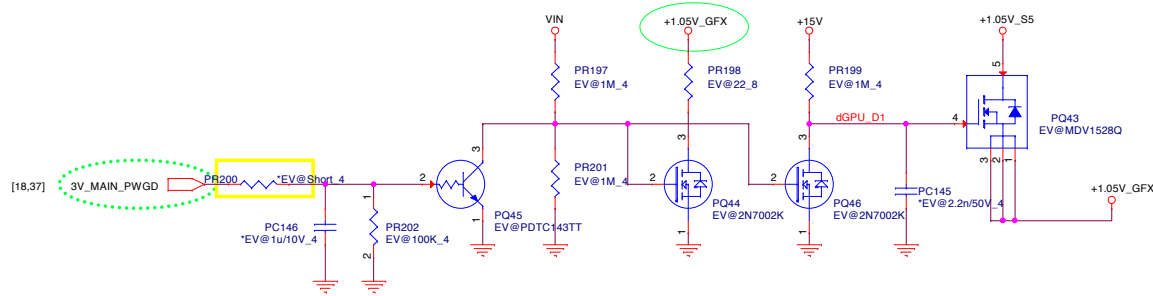 VIN
+1.05V_GFX
+15V
+1.05V_S5
PR197
EV@1M_4
PR198
EV@22_8
PR199
EV@1M_4
5
dGPU_D1
4
PQ43
EV@MDV1528Q
3
2
1
[18,37]
3V_MAIN_PWGD
PR200
*EV@Short_4
2
3
1
PQ45
EV@PDTC143TT
PR201
EV@1M_4
2
3
1
PQ44
EV@2N7002K
2
3
1
PQ46
EV@2N7002K
PC145
*EV@2.2n/50V_4
+1.05V_GFX
PC146
*EV@1u/10V_4
1
PR202
EV@100K_4
2